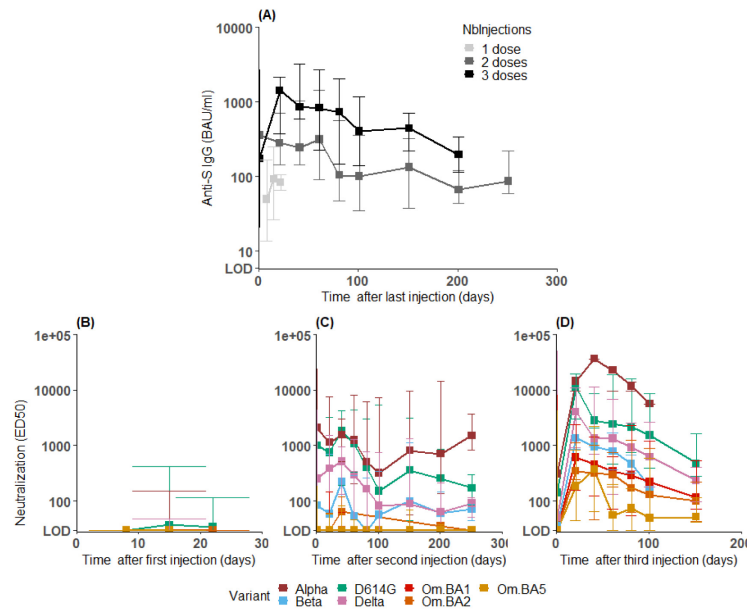 (A)
NbInjections
1 dose
2 doses
3 doses
Anti-S IgG (BAU/ml)
10000
1000
100
10
LOD
0 100 200 300
Time after last injection (days)
(B) (C) (D)
Neutralization (ED50)
1e+05 1e+05 1e+05
10000 10000 10000
1000 1000 1000
100 100 100
LOD LOD LOD
0 10 20 30 0 100 200 300 0 100 200
Time after first injection (days) Time after second injection (days) Time after third injection (days)
Variant Alpha D614G Om.BA1 Om.BA5
Beta Delta Om.BA2